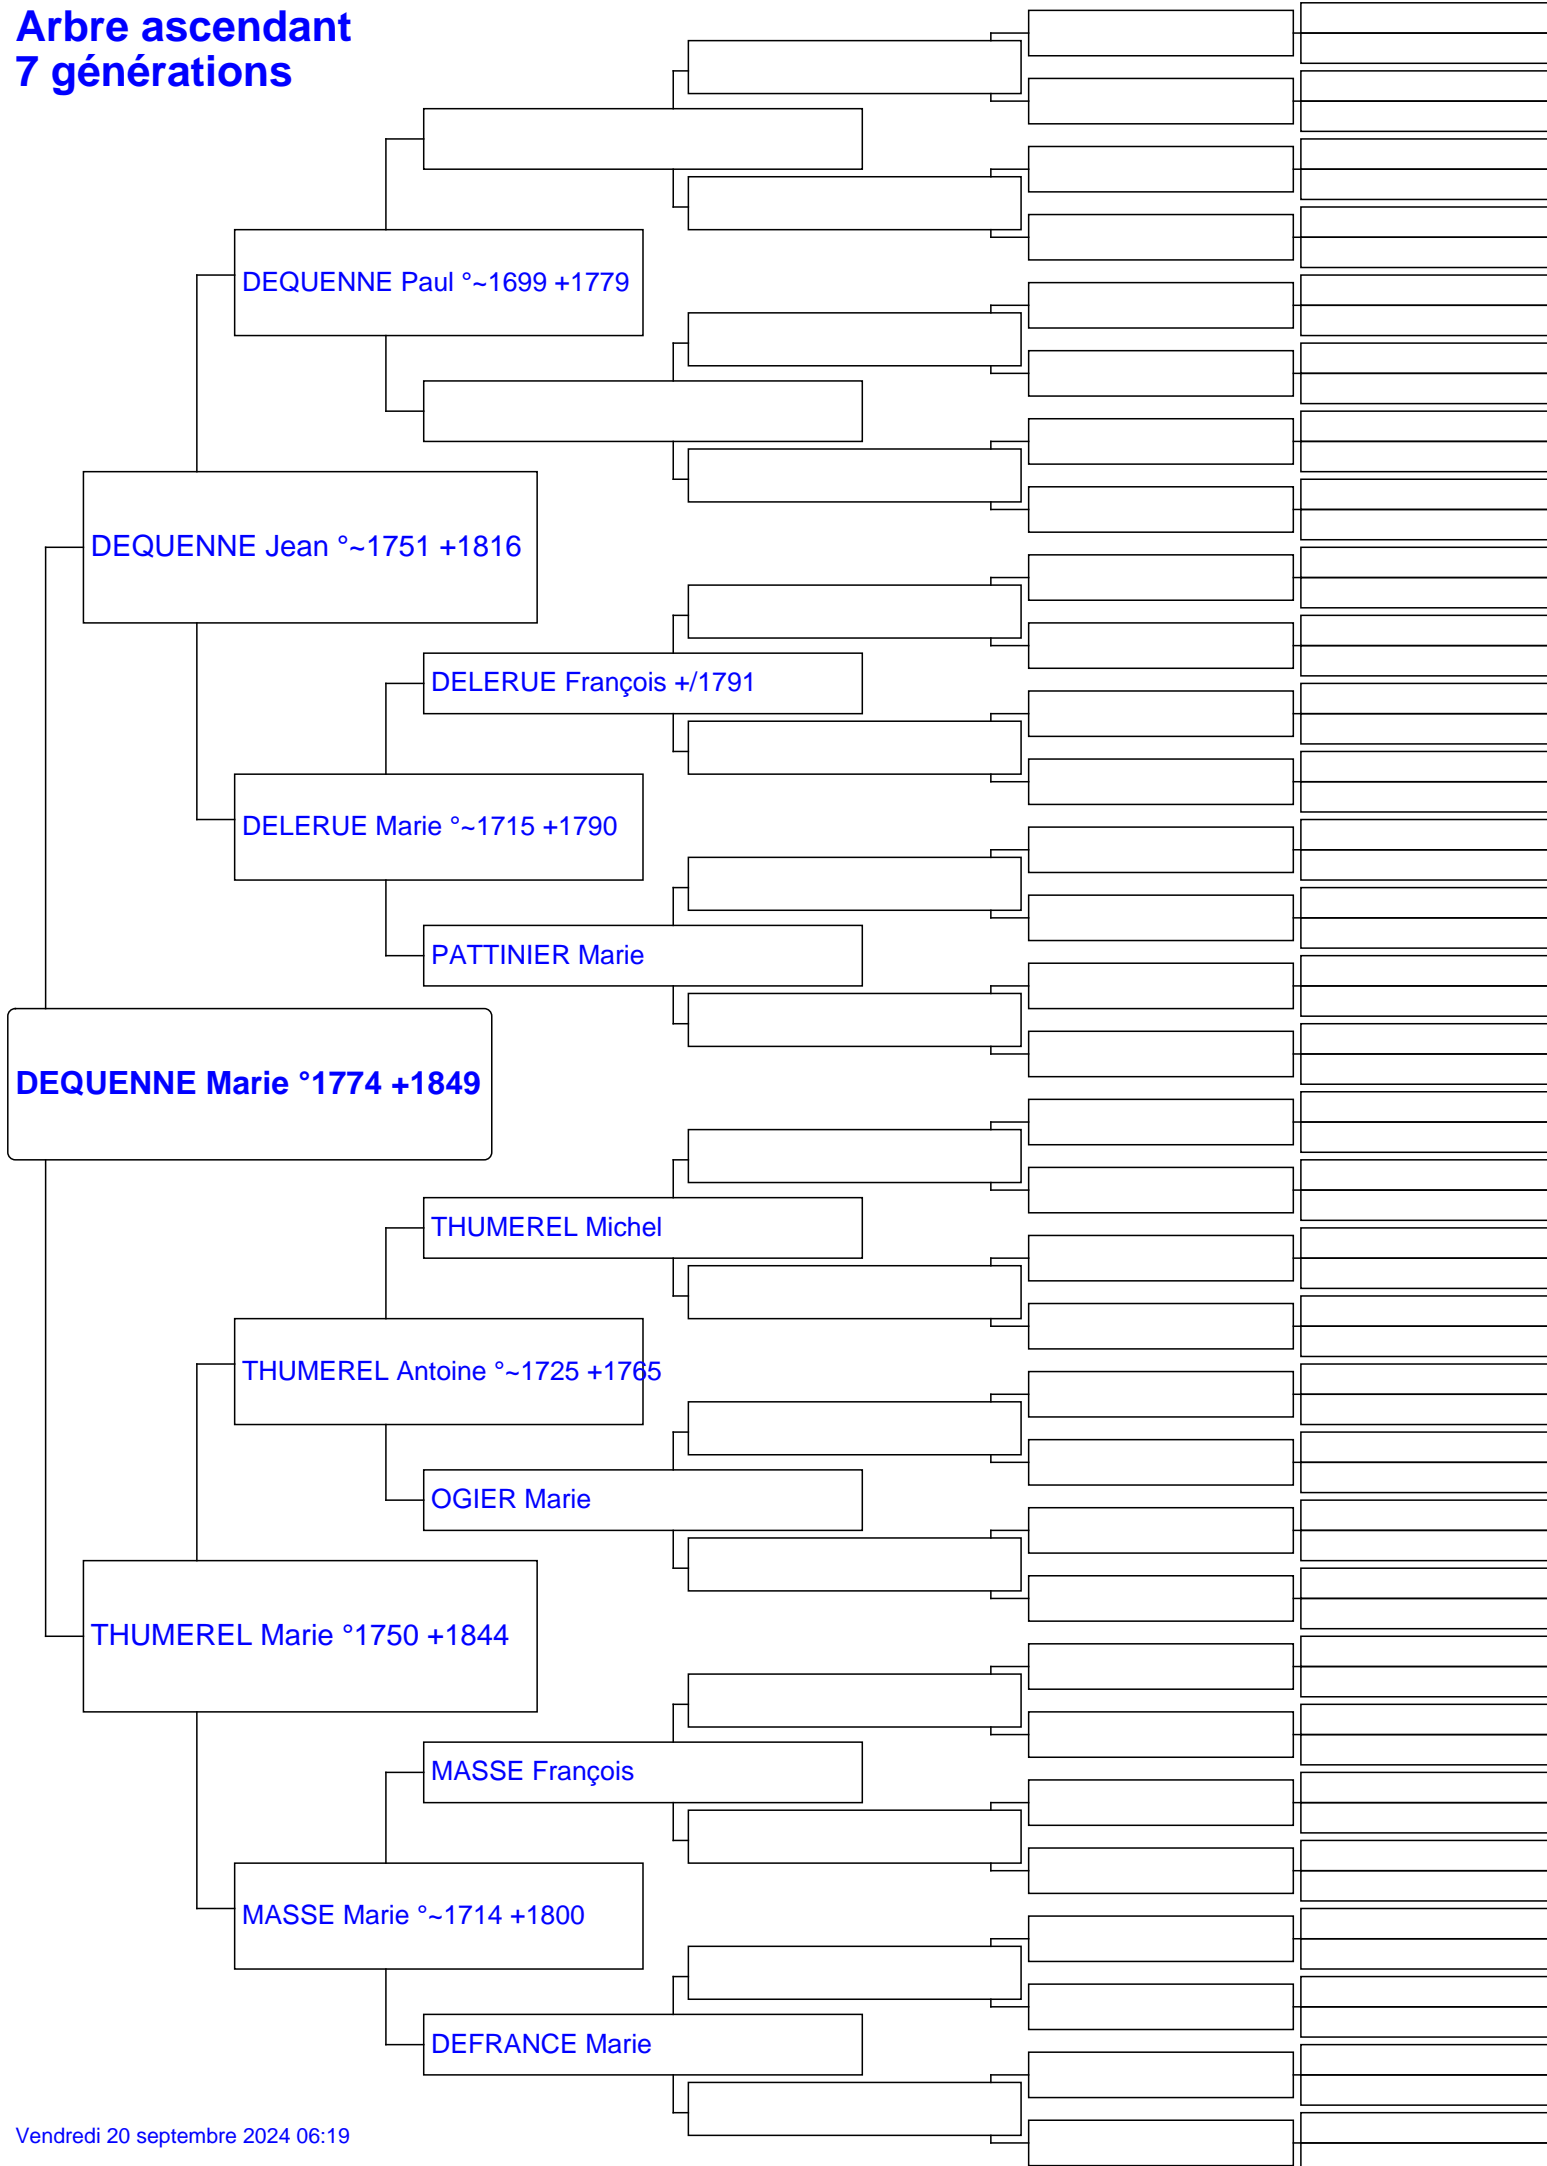 Arbre ascendant
7 générations
DEQUENNE Paul °~1699 +1779
DEQUENNE Jean °~1751 +1816
DELERUE François +/1791
DELERUE Marie °~1715 +1790
PATTINIER Marie
DEQUENNE Marie °1774 +1849
THUMEREL Michel
THUMEREL Antoine °~1725 +1765
OGIER Marie
THUMEREL Marie °1750 +1844
MASSE François
MASSE Marie °~1714 +1800
DEFRANCE Marie
Vendredi 20 septembre 2024 06:19